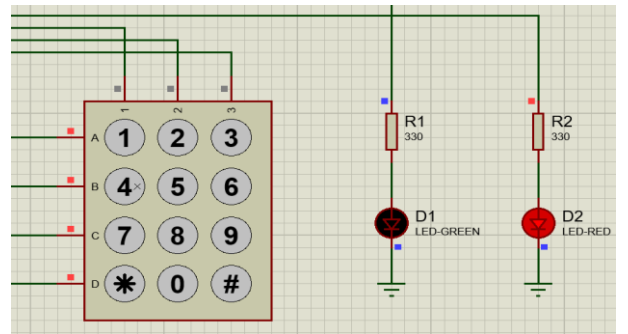 1 2 3
A 1 2 3
B 4 5 6
C 7 8 9
D * 0 #
R1
330
D1
LED-GREEN
R2
330
D2
LED-RED